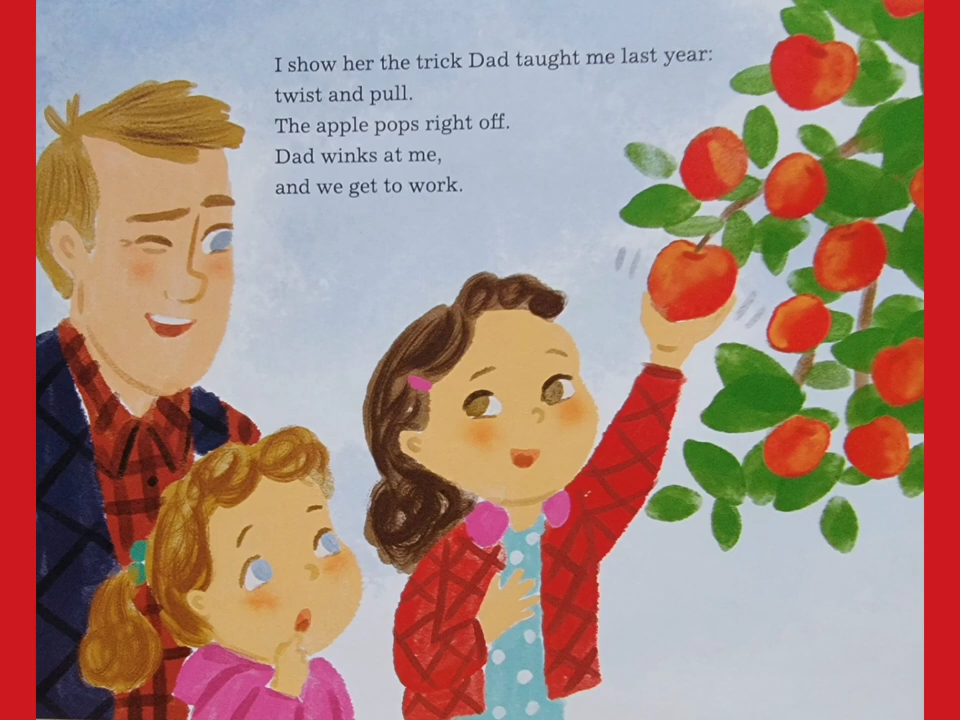 I show her the trick Dad taught me last year:
twist and pull.
The apple pops right off.
Dad winks at me,
and we get to work.